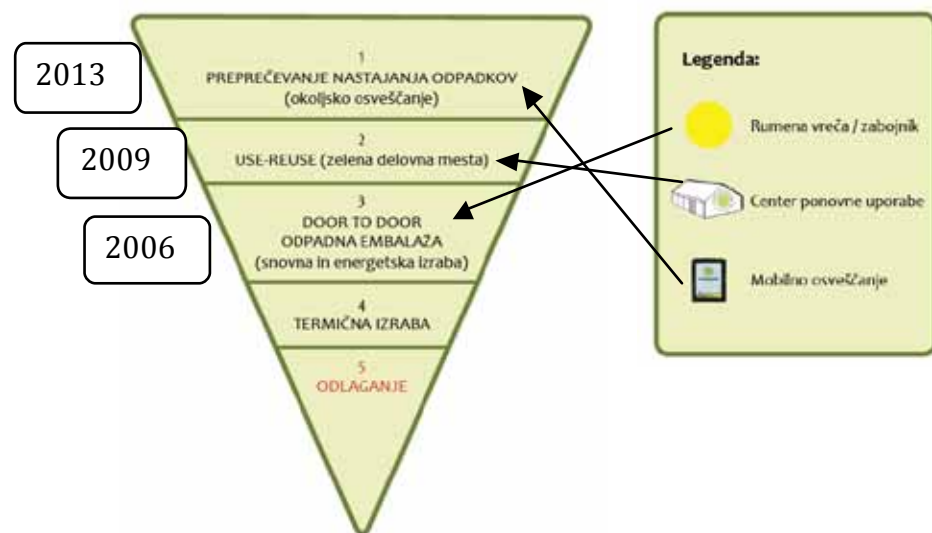 2013
1
PREPREČEVANJE NASTAJANJA ODPADKOV
(okoljsko osveščanje)
2009
2
USE-REUSE (zelena delovna mesta)
2006
3
DOOR TO DOOR
ODPADNA EMBALAŽA
(snovna in energetska izraba)
4
TERMIČNA IZRABA
5
ODLAGANJE
Legenda:
Rumena vreča / zabojnik
Center ponovne uporabe
Mobilno osveščanje